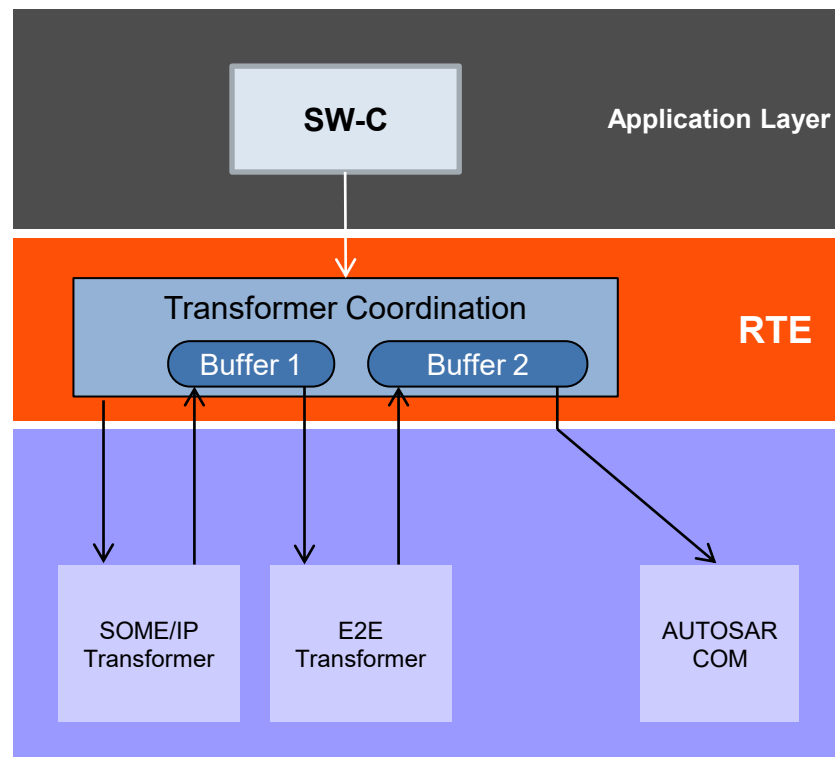 SW-C
Application Layer
Transformer Coordination
Buffer 1
Buffer 2
RTE
SOME/IP
Transformer
E2E
Transformer
AUTOSAR
COM